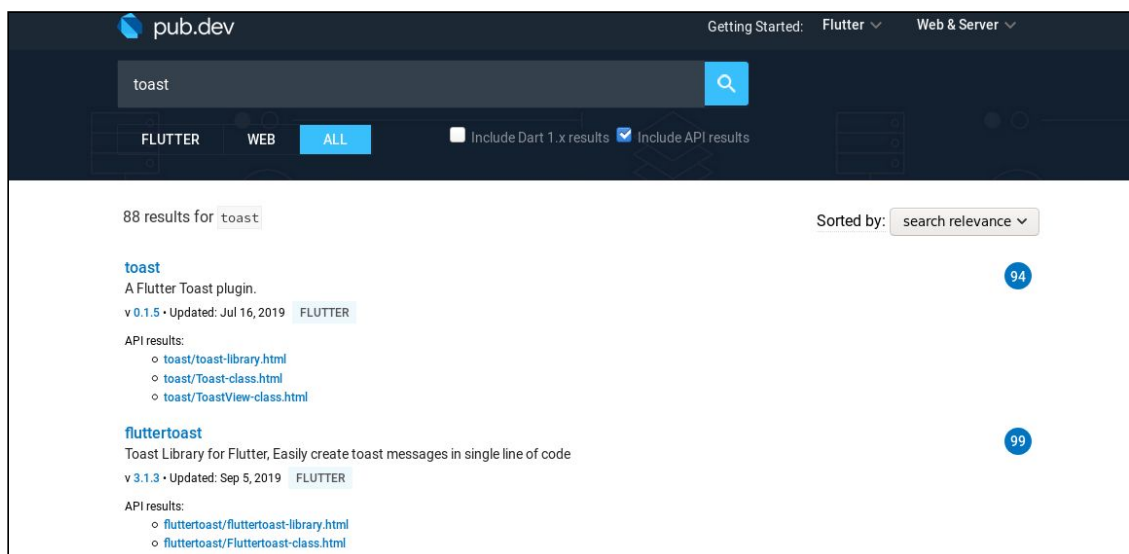 pub.dev
Getting Started: Flutter Web & Server
toast
FLUTTER WEB ALL Include Dart 1.x results Include API results
88 results for toast
Sorted by: search relevance
toast
94
A Flutter Toast plugin.
v 0.1.5 • Updated: Jul 16, 2019 FLUTTER
API results:
toast/toast-library.html
toast/Toast-class.html
toast/ToastView-class.html
fluttertoast
99
Toast Library for Flutter, Easily create toast messages in single line of code
v 3.1.3 • Updated: Sep 5, 2019 FLUTTER
API results:
fluttertoast/fluttertoast-library.html
fluttertoast/Fluttertoast-class.html